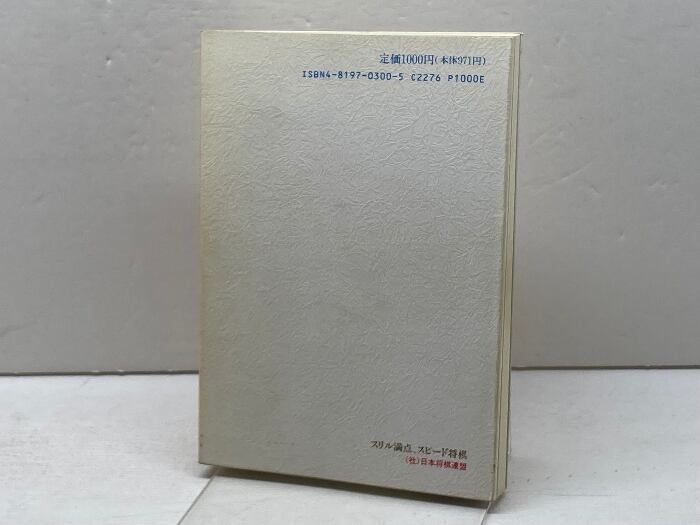 定価1000円(本体971円)
ISBN4-8197-0300-5 C2276 P1000E
スリル満点、スピード将棋
(社)日本将棋連盟